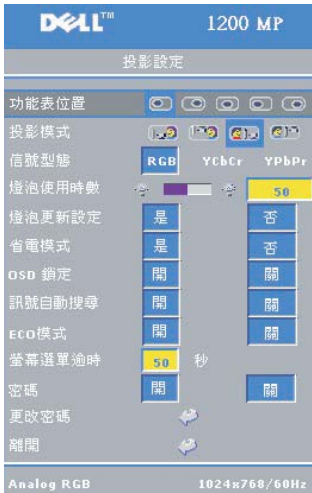 DELL™ 1200 MP
投影設定
功能表位置
投影模式
信號型態 RGB YCbCr YPbPr
燈泡使用時數 50
燈泡更新設定 是 否
省電模式 是 否
OSD 鎖定 開 關
訊號自動搜尋 開 關
ECO模式 開 關
螢幕選單逾時 50 秒
密碼 開 關
更改密碼
離開
Analog RGB 1024x768/60Hz